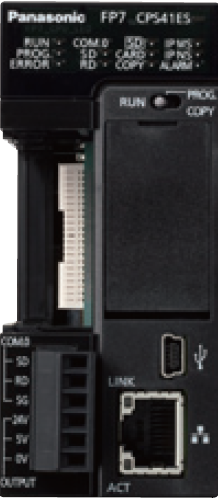 Panasonic FP7 CPS41ES
RUN COM.0 SD IP NS
PROG. RD CARD IP NS
ERROR RD COPY ALARM
RUN PROG.
COPY
COM.0
SD
RD
SG
24V
5V
0V
OUTPUT
LINK
ACT